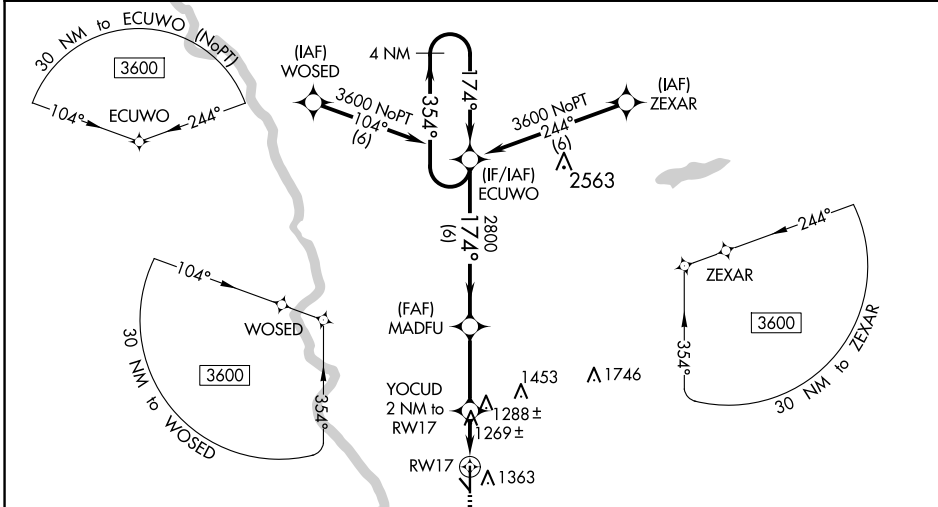 30 NM to ECUWO (NoPT)
3600
104°
ECUWO
244°
(IAF)
WOSED
3600 NoPT
104°
(6)
4 NM
354°
174°
(IAF)
ZEXAR
3600 NoPT
244°
(6)
2563
(IF/IAF)
ECUWO
2800
174°
(6)
(FAF)
MADFU
104°
WOSED
3600
354°
30 NM to WOSED
244°
ZEXAR
3600
354°
30 NM to ZEXAR
YOCUD
2 NM to
RW17
1453
1746
1288 ±
1269 ±
RW17
1363